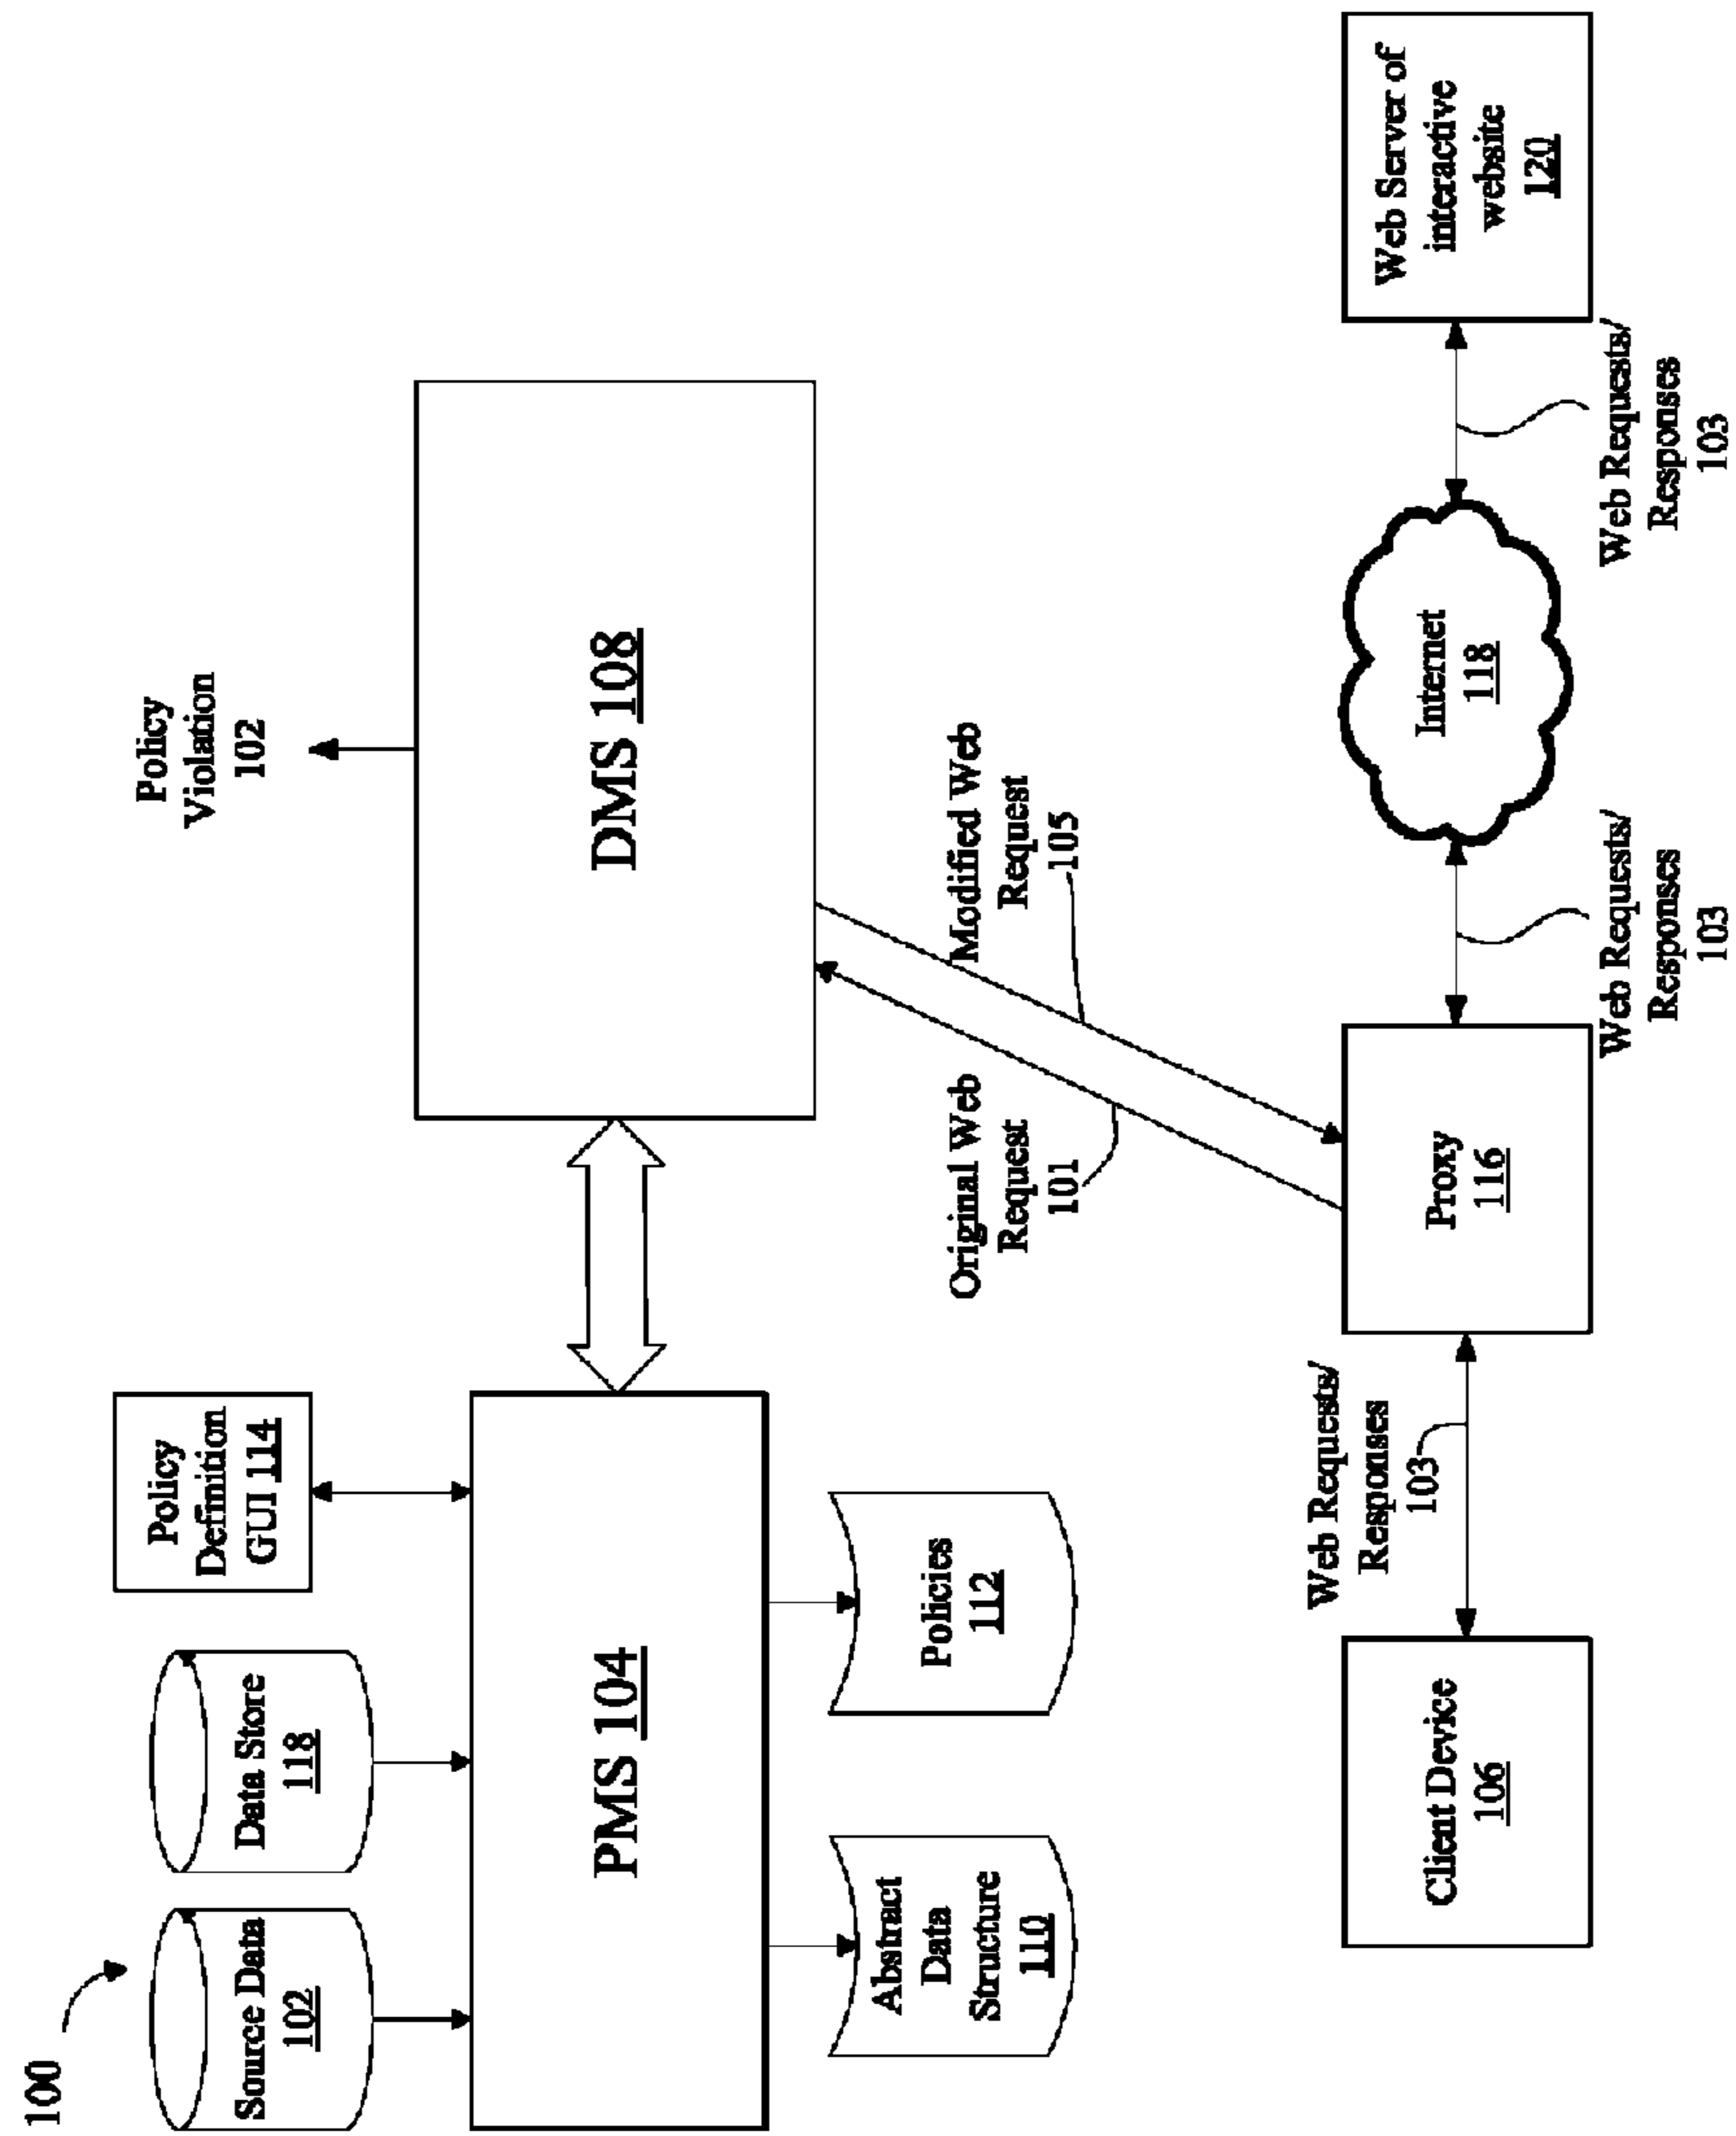 100
Source Data
102
Data Store
118
Policy
Definition
GUI 114
Policy
Violation
102
PMS 104
DMS 108
Abstract
Data
Structure
110
Policies
112
Original Web
Request
101
Modified Web
Request
105
Client Device
106
Web Requests/
Responses
103
Proxy
116
Web Requests/
Responses
103
Internet
118
Web Requests/
Responses
103
Web Server of
interactive
website
120